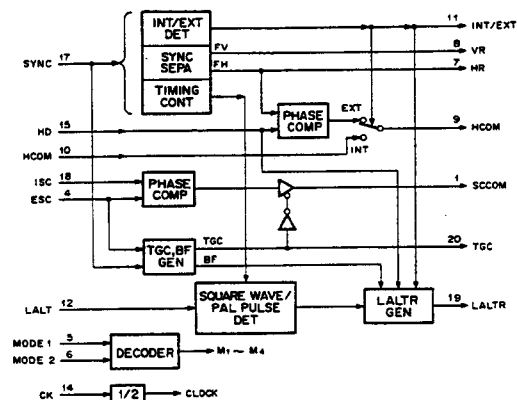 INT/EXT
DET
11
INT/EXT
SYNC
17
SYNC
SEPA
FV
8
VR
FH
7
HR
TIMING
CONT
HD
15
PHASE
COMP
EXT
9
HCOM
HCOM
10
INT
ISC
18
ESC
4
PHASE
COMP
1
SCCOM
TGC,BF
GEN
TGC
20
TGC
BF
LALT
12
SQUARE WAVE/
PAL PULSE
DET
LALTR
GEN
19
LALTR
MODE 1
5
MODE 2
6
DECODER
M1 ~ M4
CK
14
1/2
CLOCK